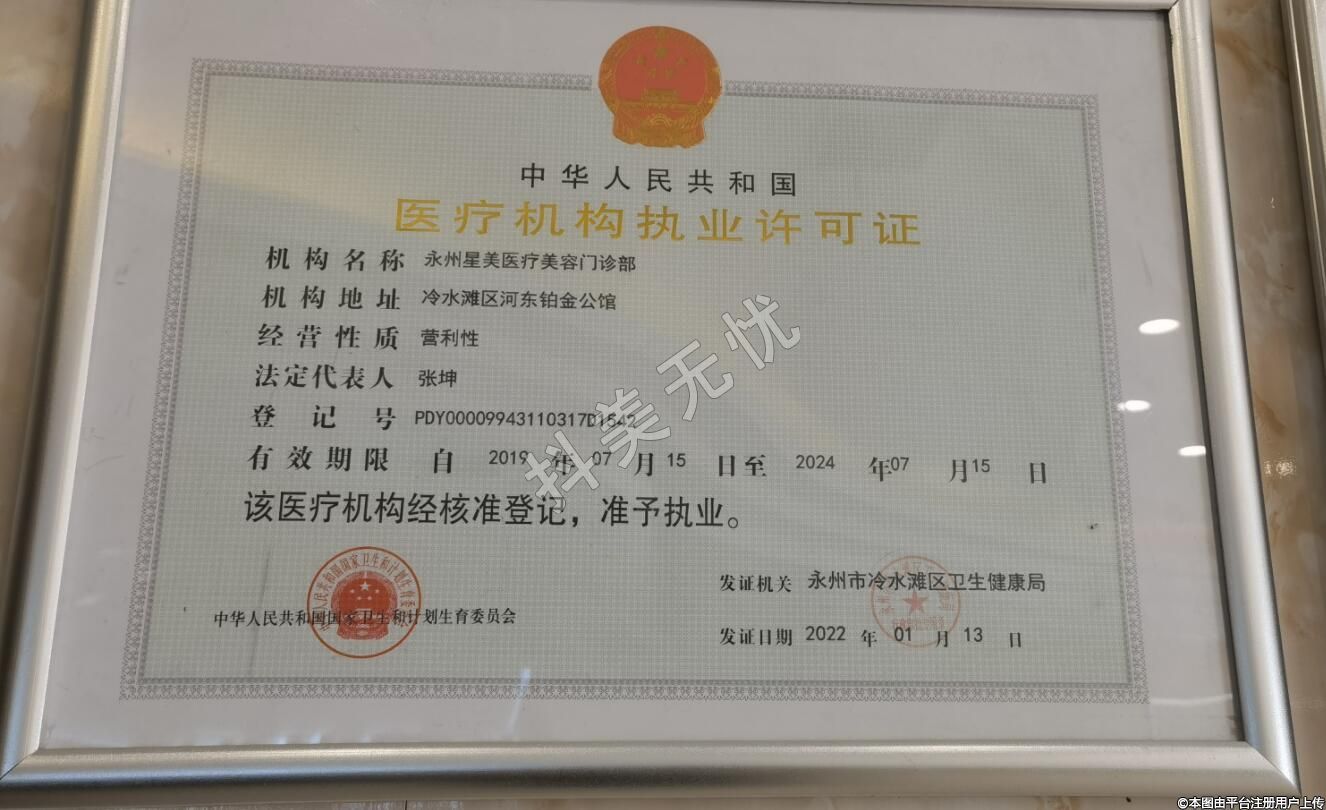 中华人民共和国
医疗机构执业许可证
机构名称 永州星美医疗美容门诊部
机构地址 冷水滩区河东铂金公馆
经营性质 营利性
法定代表人 张坤
登记号 PDY00009943110317D1542
有效期限 自 2019 年 07 月 15 日至 2024 年 07 月 15 日
该医疗机构经核准登记，准予执业。
抖美无忧
中华人民共和国国家卫生和计划生育委员会
发证机关 永州市冷水滩区卫生健康局
发证日期 2022 年 01 月 13 日
©本图由平台注册用户上传